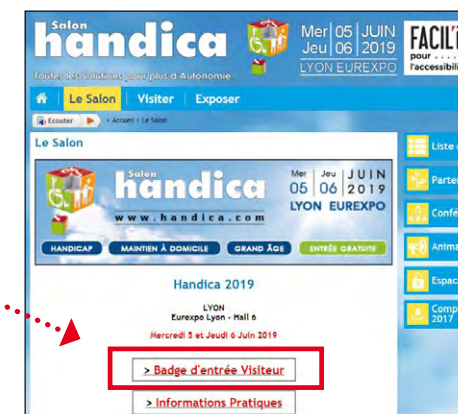 Salon
handica
Toutes les Solutions pour plus d'Autonomie
Mer 05 JUIN
Jeu 06 2019
LYON EUREXPO
FACIL'i
pour
l'accessibili
Le Salon Visiter Exposer
Ecouter Accueil > Le Salon
Le Salon
Salon
handica
www.handica.com
Mer Jeu JUIN
05 06 2019
LYON EUREXPO
HANDICAP MAINTIEN À DOMICILE GRAND ÂGE ENTRÉE GRATUITE
Handica 2019
LYON
Eurexpo Lyon - Hall 6
Mercredi 5 et Jeudi 6 Juin 2019
> Badge d'entrée Visiteur
> Informations Pratiques
Liste
Parte
Confé
Anima
Espac
Comp
2017